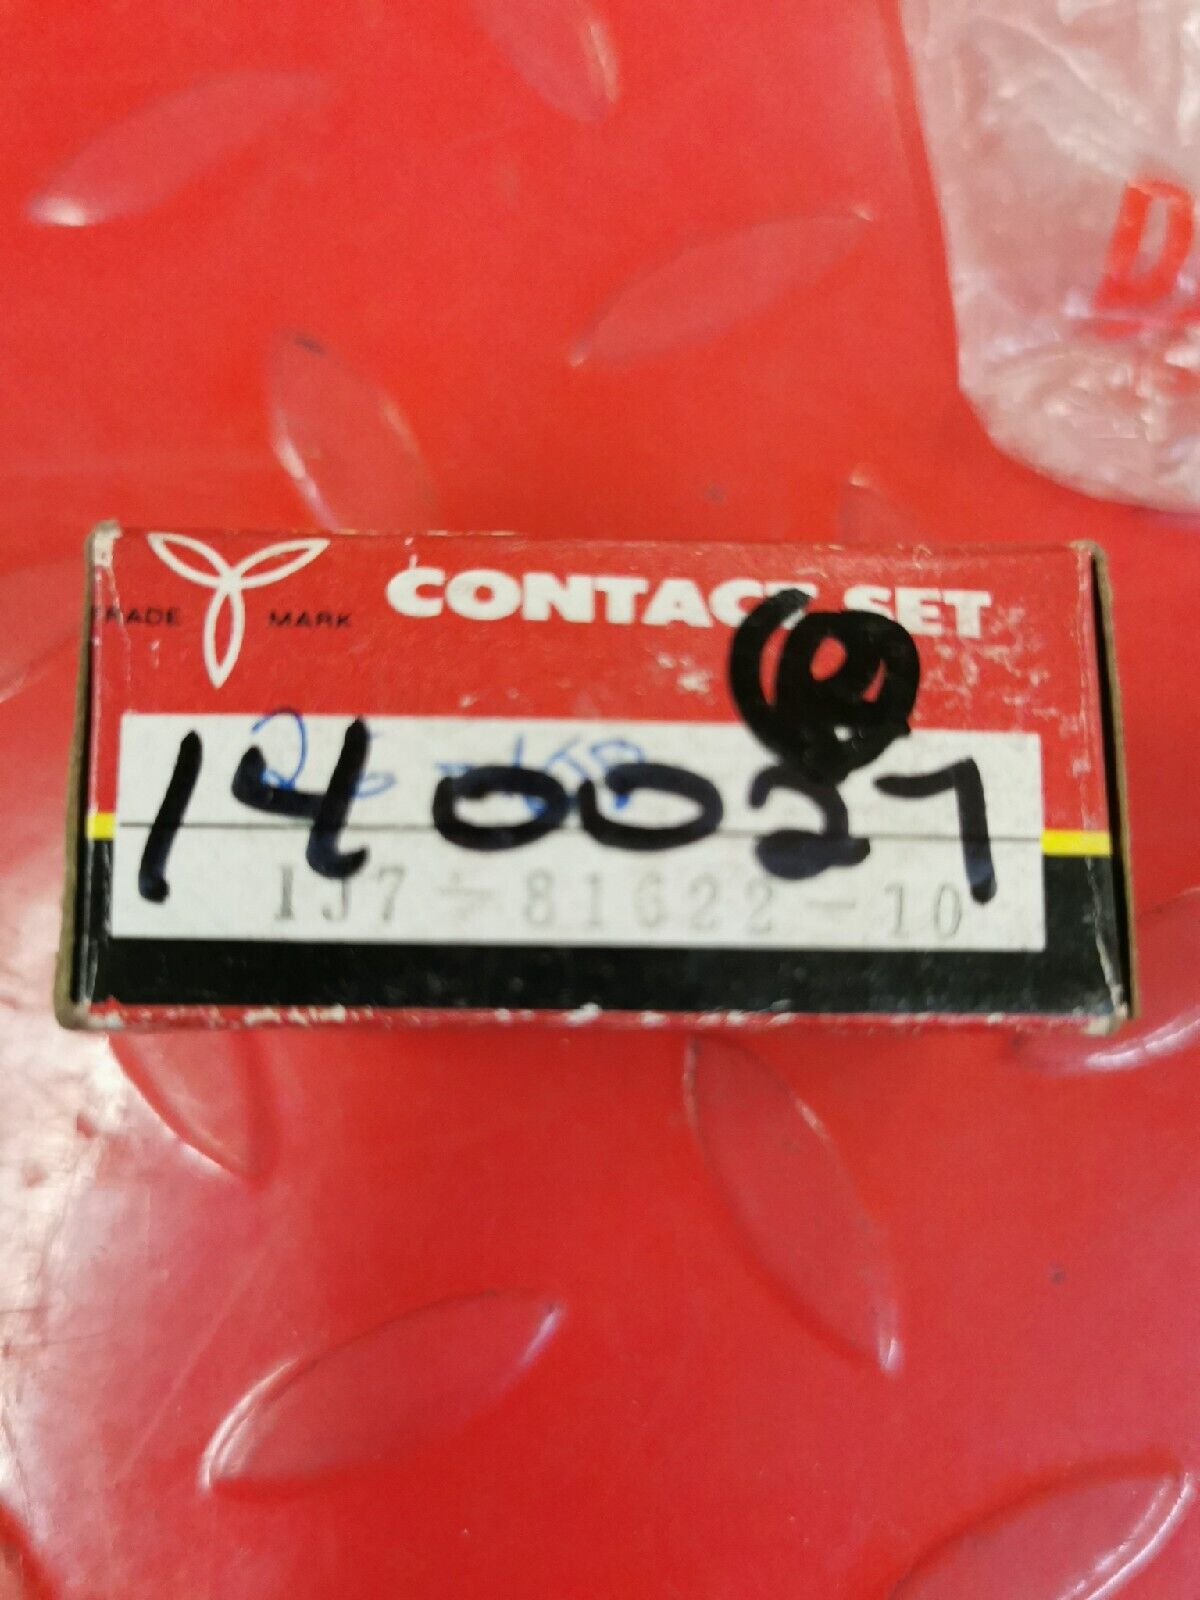 D
CONTACT SET
TRADE MARK
140027
1J7-81622-10